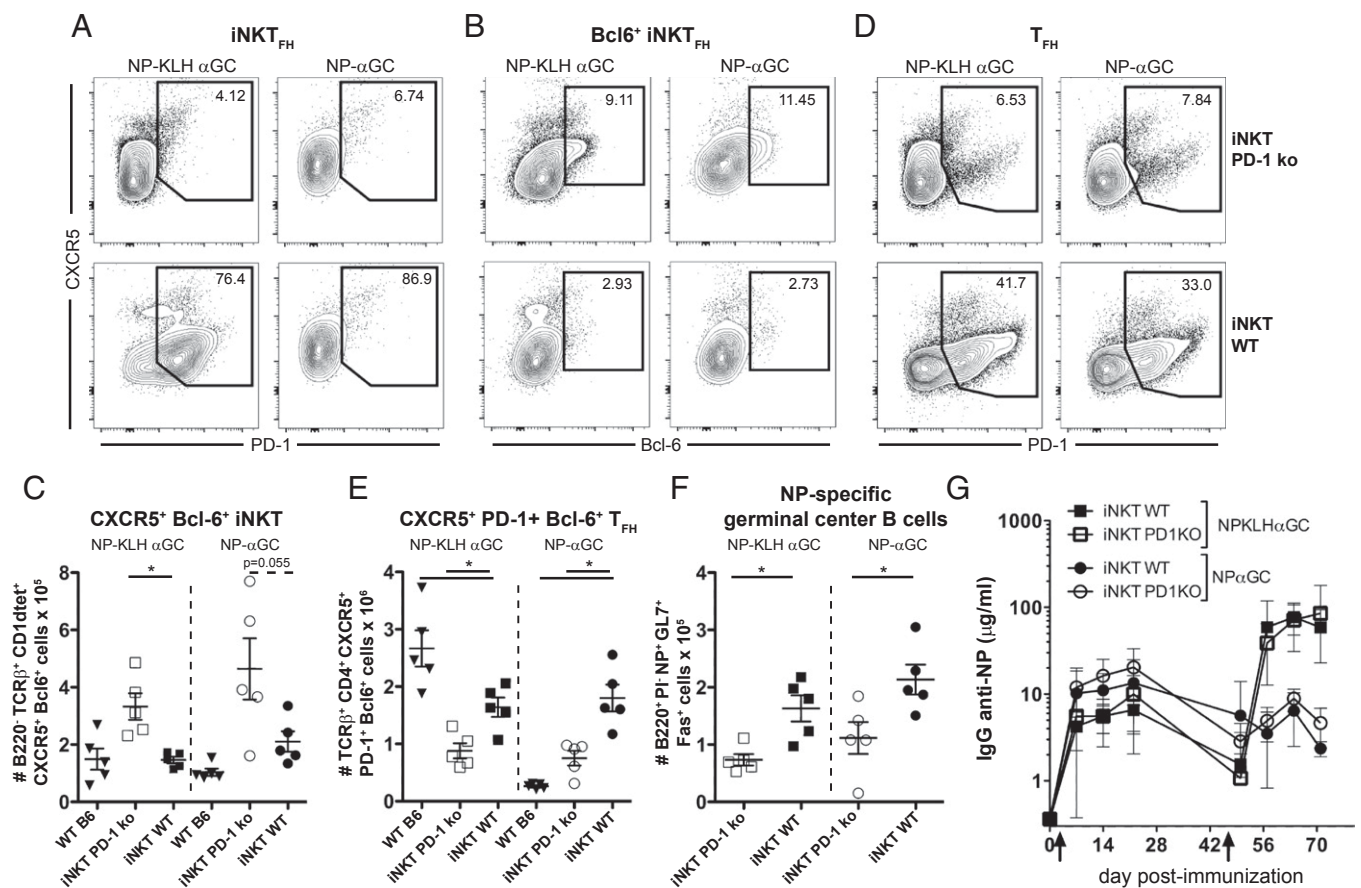 A
iNKT_FH
NP-KLH αGC
NP-αGC
4.12
6.74
76.4
86.9
CXCR5
PD-1
B
Bcl6⁺ iNKT_FH
NP-KLH αGC
NP-αGC
9.11
11.45
2.93
2.73
Bcl-6
D
T_FH
NP-KLH αGC
NP-αGC
6.53
7.84
iNKT
PD-1 ko
41.7
33.0
iNKT
WT
PD-1
C
CXCR5⁺ Bcl-6⁺ iNKT
NP-KLH αGC
NP-αGC
p=0.055
*
# B220⁻ TCRβ⁺ CD1dtet⁺
CXCR5⁺ Bcl6⁺ cells x 10⁵
8
6
4
2
0
WT B6
iNKT PD-1 ko
iNKT WT
WT B6
iNKT PD-1 ko
iNKT WT
E
CXCR5⁺ PD-1+ Bcl-6⁺ T_FH
NP-KLH αGC
NP-αGC
*
*
# TCRβ⁺ CD4⁺ CXCR5⁺
PD-1⁺ Bcl6⁺ cells x 10⁶
4
3
2
1
0
WT B6
iNKT PD-1 ko
iNKT WT
WT B6
iNKT PD-1 ko
iNKT WT
F
NP-specific
germinal center B cells
NP-KLH αGC
NP-αGC
*
*
# B220⁺ PI⁻ NP⁺ GL7⁺
Fas⁺ cells x 10⁵
4
3
2
1
0
iNKT PD-1 ko
iNKT WT
iNKT PD-1 ko
iNKT WT
G
iNKT WT
iNKT PD1KO
NPKLHαGC
iNKT WT
iNKT PD1KO
NPαGC
IgG anti-NP (μg/ml)
1000
100
10
1
0 14 28 42 56 70
day post-immunization